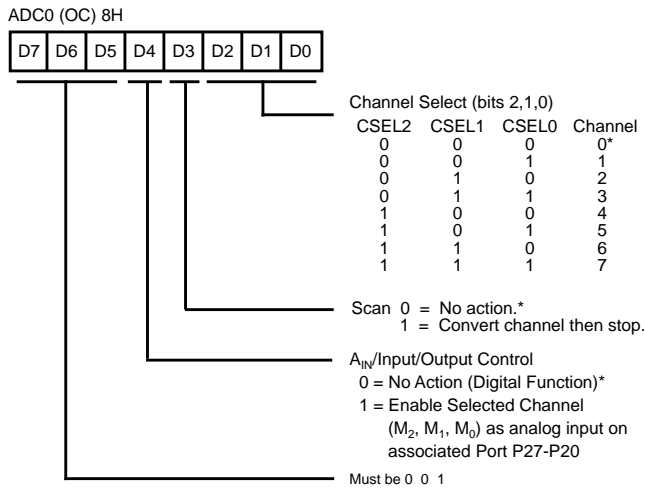 ADC0 (OC) 8H
D7 D6 D5 D4 D3 D2 D1 D0
Channel Select (bits 2,1,0)
CSEL2 CSEL1 CSEL0 Channel
0 0 0 0*
0 0 1 1
0 1 0 2
0 1 1 3
1 0 0 4
1 0 1 5
1 1 0 6
1 1 1 7
Scan 0 = No action.*
1 = Convert channel then stop.
AIN/Input/Output Control
0 = No Action (Digital Function)*
1 = Enable Selected Channel
(M2, M1, M0) as analog input on
associated Port P27-P20
Must be 0 0 1